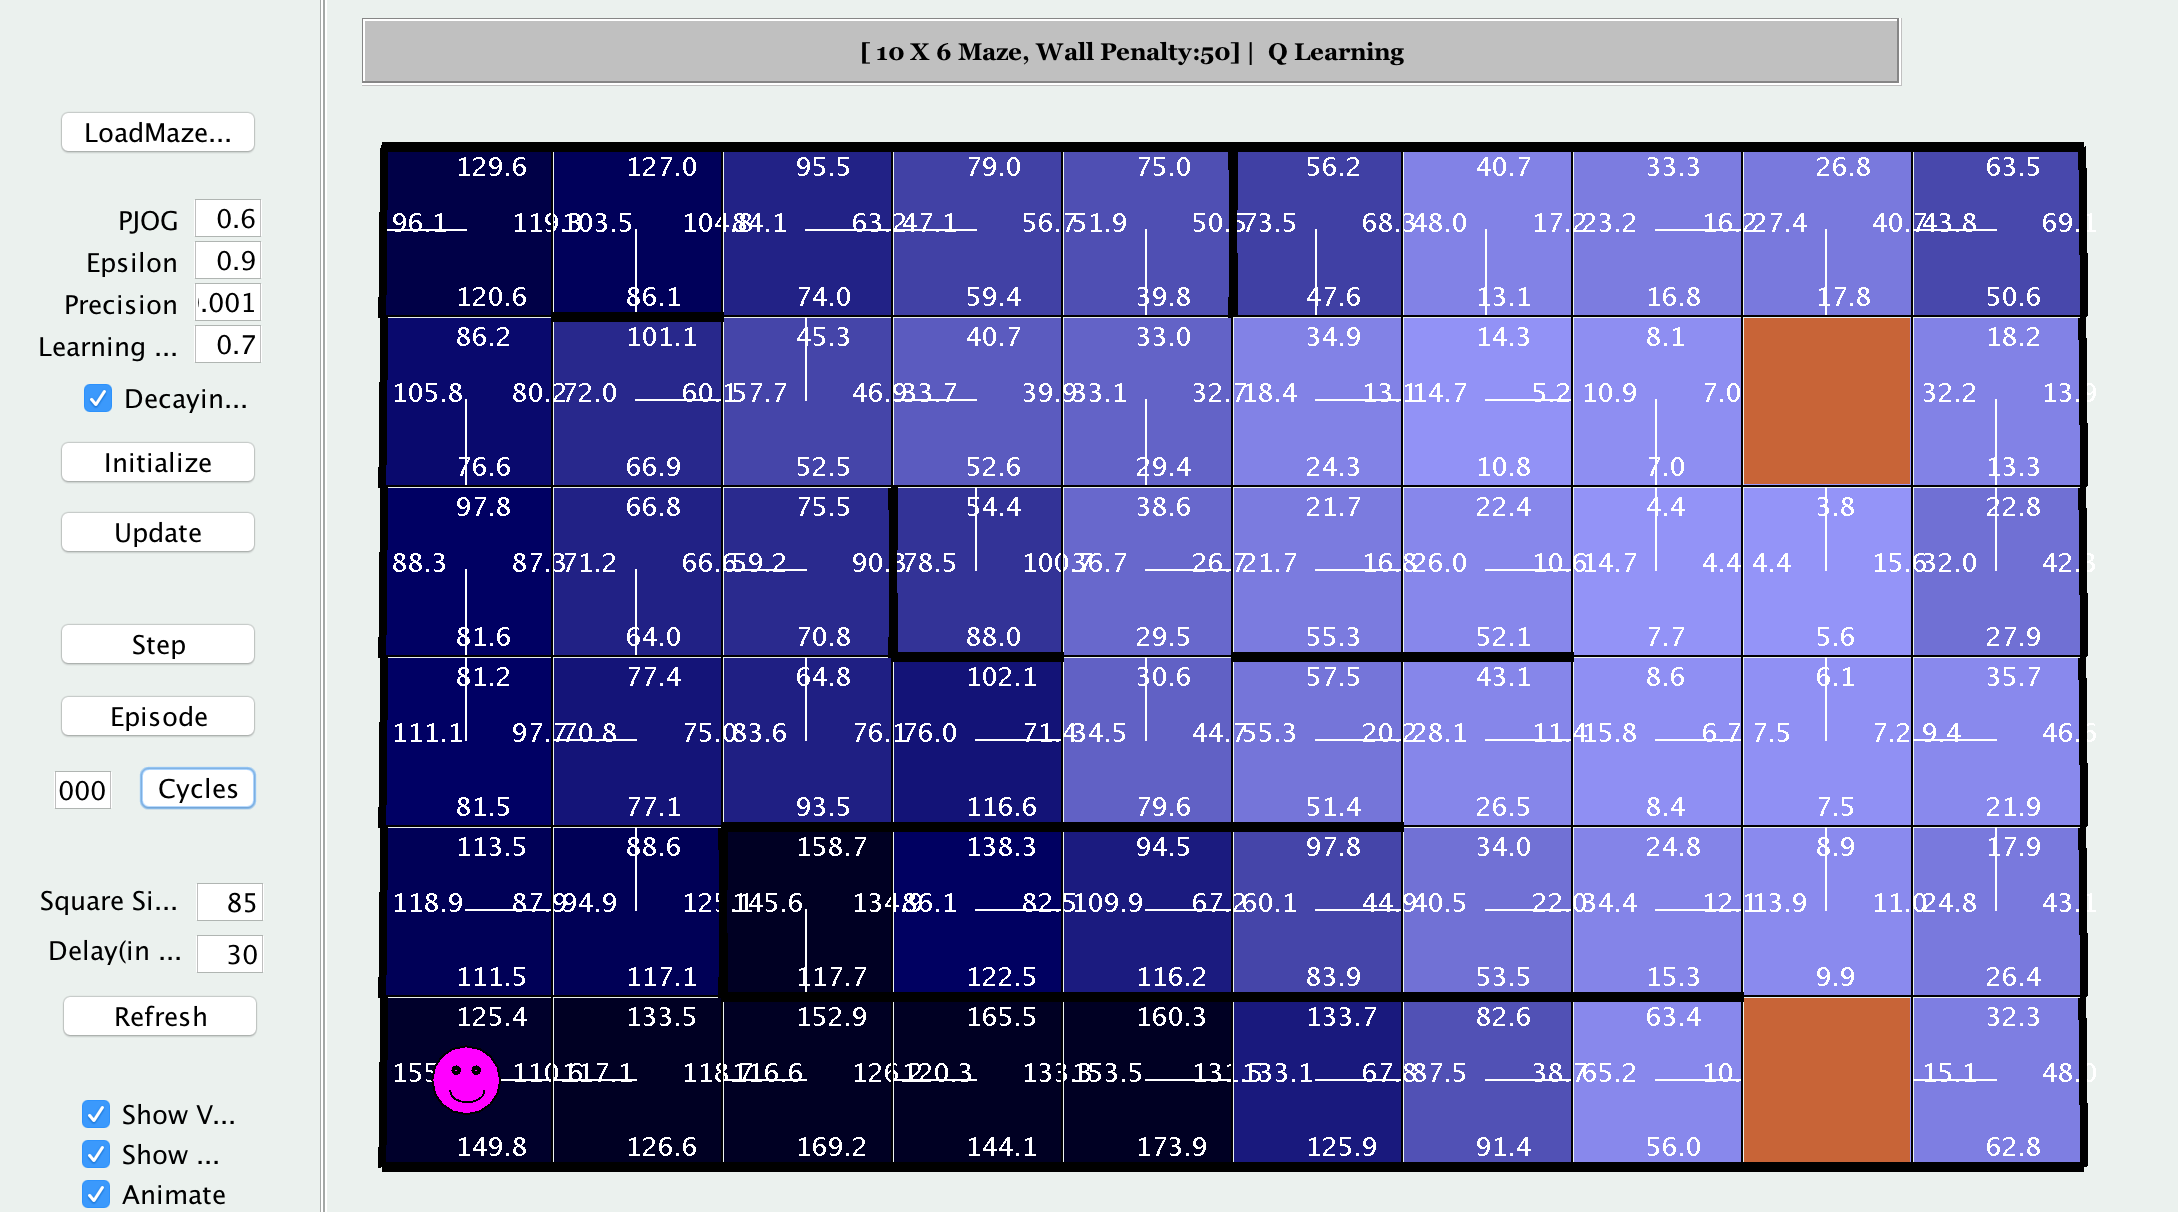 [ 10 X 6 Maze, Wall Penalty:50] | Q Learning
LoadMaze...
PJOG 0.6
Epsilon 0.9
Precision .001
Learning ... 0.7
Decayin...
Initialize
Update
Step
Episode
000 Cycles
Square Si... 85
Delay(in ... 30
Refresh
Show V...
Show ...
Animate
129.6 127.0 95.5 79.0 75.0 56.2 40.7 33.3 26.8 63.5
96.1 119.3 103.5 104.8 84.1 63.2 47.1 56.7 51.9 50.5 73.5 68.3 48.0 17.2 23.2 16.2 27.4 40.7 43.8 69.1
120.6 86.1 74.0 59.4 39.8 47.6 13.1 16.8 17.8 50.6
86.2 101.1 45.3 40.7 33.0 34.9 14.3 8.1 18.2
105.8 80.2 72.0 60.1 57.7 46.9 33.7 39.9 33.1 32.7 18.4 13.1 14.7 5.2 10.9 7.0 32.2 13.9
76.6 66.9 52.5 52.6 29.4 24.3 10.8 7.0 13.3
97.8 66.8 75.5 54.4 38.6 21.7 22.4 4.4 3.8 22.8
88.3 87.3 71.2 66.6 59.2 90.3 78.5 100.7 36.7 26.7 21.7 16.8 26.0 10.6 14.7 4.4 4.4 15.6 32.0 42.3
81.6 64.0 70.8 88.0 29.5 55.3 52.1 7.7 5.6 27.9
81.2 77.4 64.8 102.1 30.6 57.5 43.1 8.6 6.1 35.7
111.1 97.7 70.8 75.0 83.6 76.1 76.0 71.4 34.5 44.7 55.3 20.2 28.1 11.4 15.8 6.7 7.5 7.2 9.4 46.6
81.5 77.1 93.5 116.6 79.6 51.4 26.5 8.4 7.5 21.9
113.5 88.6 158.7 138.3 94.5 97.8 34.0 24.8 8.9 17.9
118.9 87.9 94.9 125.1 145.6 134.9 86.1 82.5 109.9 67.2 60.1 44.9 40.5 22.0 34.4 12.1 13.9 11.0 24.8 43.1
111.5 117.1 117.7 122.5 116.2 83.9 53.5 15.3 9.9 26.4
125.4 133.5 152.9 165.5 160.3 133.7 82.6 63.4 32.3
155 110.6 117.1 118.7 116.6 126.2 120.3 133.3 153.5 131.5 133.1 67.8 87.5 38.7 65.2 10. 15.1 48.0
149.8 126.6 169.2 144.1 173.9 125.9 91.4 56.0 62.8